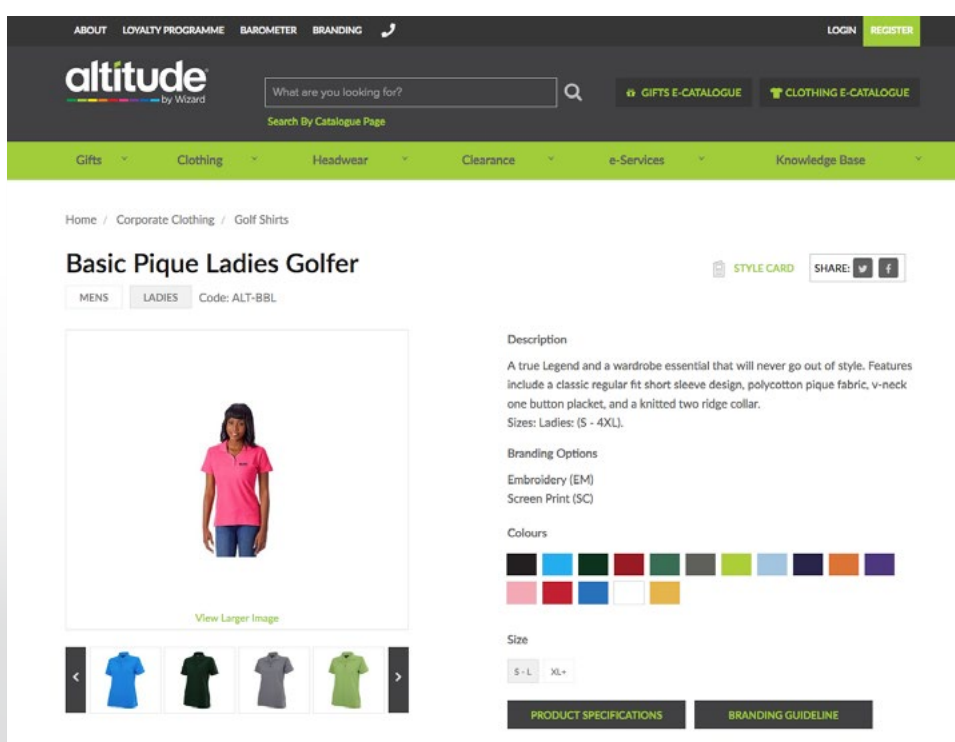 ABOUT LOYALTY PROGRAMME BAROMETER BRANDING LOGIN REGISTER
altitude
by Wizard
What are you looking for? GIFTS E-CATALOGUE CLOTHING E-CATALOGUE
Search By Catalogue Page
Gifts Clothing Headwear Clearance e-Services Knowledge Base
Home / Corporate Clothing / Golf Shirts
Basic Pique Ladies Golfer
STYLE CARD SHARE:
MENS LADIES Code: ALT-BBL
View Larger Image
Description
A true Legend and a wardrobe essential that will never go out of style. Features
include a classic regular fit short sleeve design, polycotton pique fabric, v-neck
one button placket, and a knitted two ridge collar.
Sizes: Ladies: (S - 4XL).
Branding Options
Embroidery (EM)
Screen Print (SC)
Colours
Size
S - L XL+
PRODUCT SPECIFICATIONS BRANDING GUIDELINE